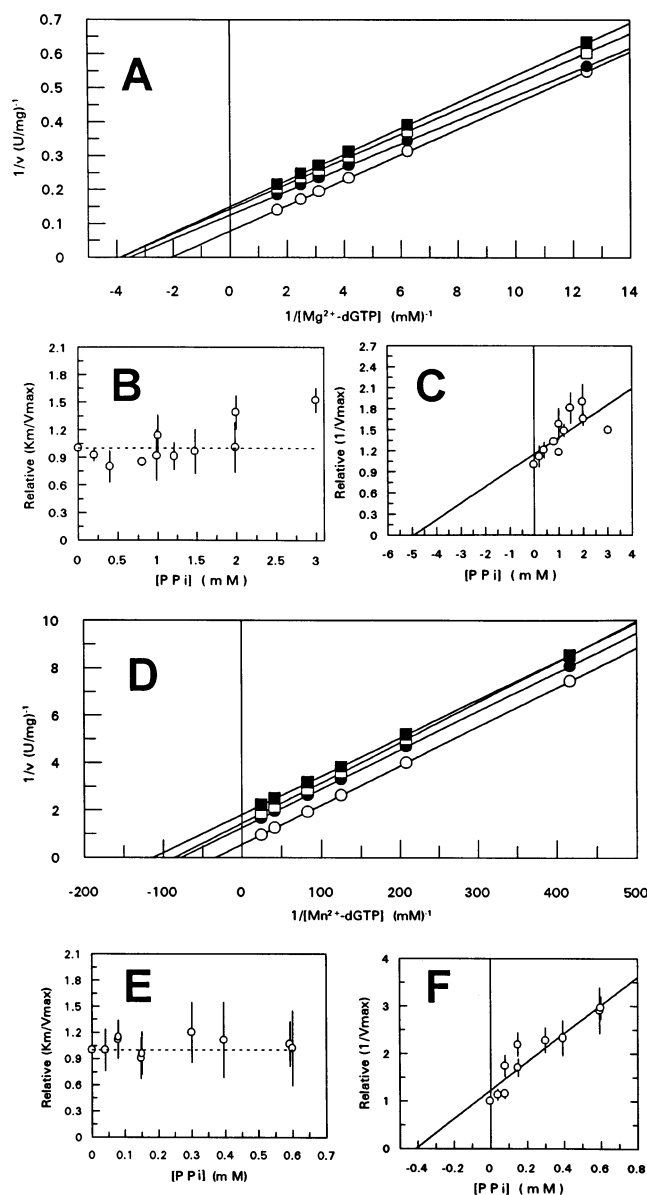 A
1/v (U/mg)-1
0.7
0.6
0.5
0.4
0.3
0.2
0.1
0
-4 -2 0 2 4 6 8 10 12 14
1/[Mg2+-dGTP] (mM)-1
B
Relative (Km/Vmax)
2.1
1.8
1.5
1.2
0.9
0.6
0.3
0
0 0.5 1 1.5 2 2.5 3
[PPi] (mM)
C
Relative (1/Vmax)
2.7
2.4
2.1
1.8
1.5
1.2
0.9
0.6
0.3
0
-6 -5 -4 -3 -2 -1 0 1 2 3 4
[PPi] (mM)
D
1/v (U/mg)-1
10
8
6
4
2
0
-200 -100 0 100 200 300 400 500
1/[Mn2+-dGTP] (mM)-1
E
Relative (Km/Vmax)
2.1
1.8
1.5
1.2
0.9
0.6
0.3
0
0 0.1 0.2 0.3 0.4 0.5 0.6 0.7
[PPi] (mM)
F
Relative (1/Vmax)
4
3
2
1
0
-0.4 -0.2 0 0.2 0.4 0.6 0.8
[PPi] (mM)